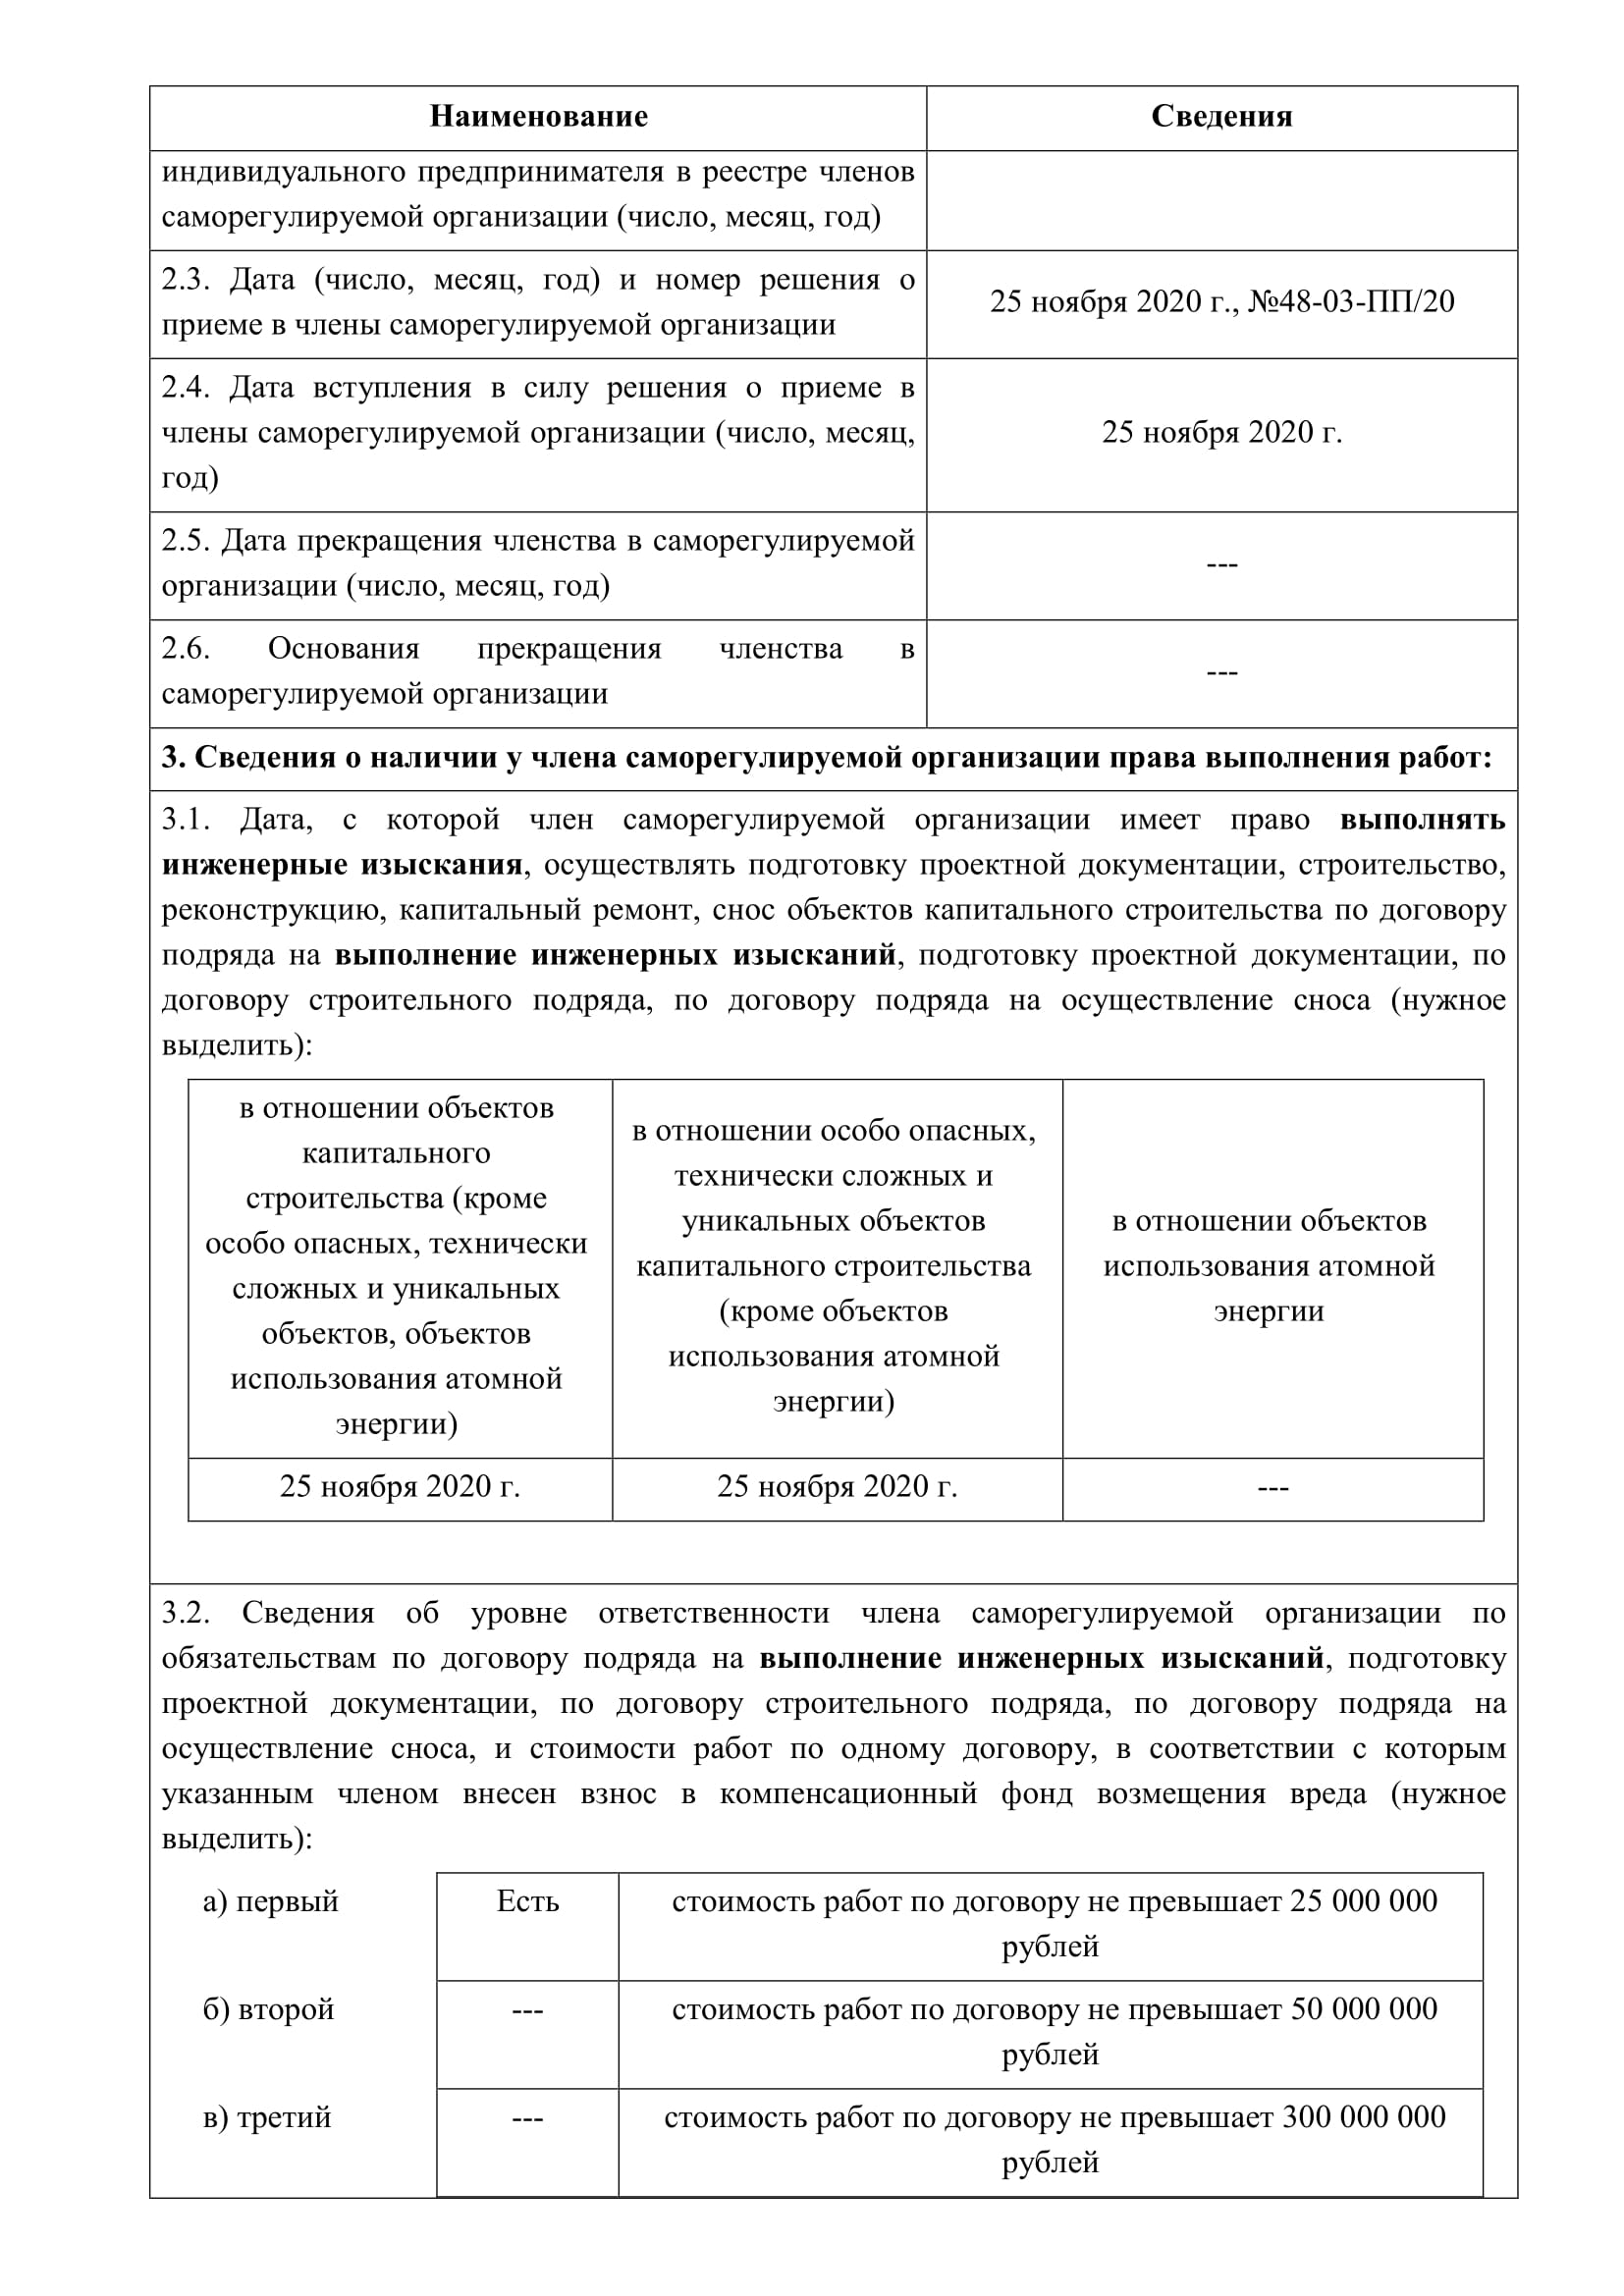 Наименование
Сведения
индивидуального предпринимателя в реестре членов
саморегулируемой организации (число, месяц, год)
2.3. Дата (число, месяц, год) и номер решения о
приеме в члены саморегулируемой организации
25 ноября 2020 г., №48-03-ПП/20
2.4. Дата вступления в силу решения о приеме в
члены саморегулируемой организации (число, месяц,
год)
25 ноября 2020 г.
2.5. Дата прекращения членства в саморегулируемой
организации (число, месяц, год)
---
2.6. Основания прекращения членства в
саморегулируемой организации
---
3. Сведения о наличии у члена саморегулируемой организации права выполнения работ:
3.1. Дата, с которой член саморегулируемой организации имеет право выполнять
инженерные изыскания, осуществлять подготовку проектной документации, строительство,
реконструкцию, капитальный ремонт, снос объектов капитального строительства по договору
подряда на выполнение инженерных изысканий, подготовку проектной документации, по
договору строительного подряда, по договору подряда на осуществление сноса (нужное
выделить):
в отношении объектов
капитального
строительства (кроме
особо опасных, технически
сложных и уникальных
объектов, объектов
использования атомной
энергии)
в отношении особо опасных,
технически сложных и
уникальных объектов
капитального строительства
(кроме объектов
использования атомной
энергии)
в отношении объектов
использования атомной
энергии
25 ноября 2020 г.
25 ноября 2020 г.
---
3.2. Сведения об уровне ответственности члена саморегулируемой организации по
обязательствам по договору подряда на выполнение инженерных изысканий, подготовку
проектной документации, по договору строительного подряда, по договору подряда на
осуществление сноса, и стоимости работ по одному договору, в соответствии с которым
указанным членом внесен взнос в компенсационный фонд возмещения вреда (нужное
выделить):
а) первый
Есть
стоимость работ по договору не превышает 25 000 000
рублей
б) второй
---
стоимость работ по договору не превышает 50 000 000
рублей
в) третий
---
стоимость работ по договору не превышает 300 000 000
рублей